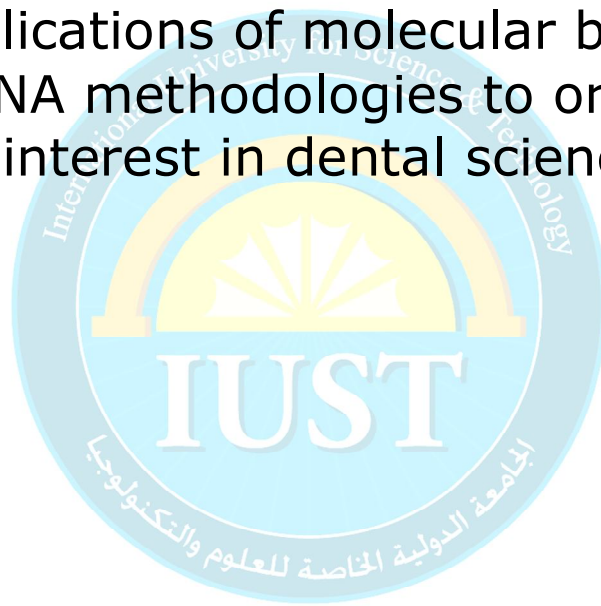 plications of molecular b
NA methodologies to or
interest in dental scien
International University for Science & Technology
IUST
الجامعة الدولية الخاصة للعلوم والتكنولوجيا